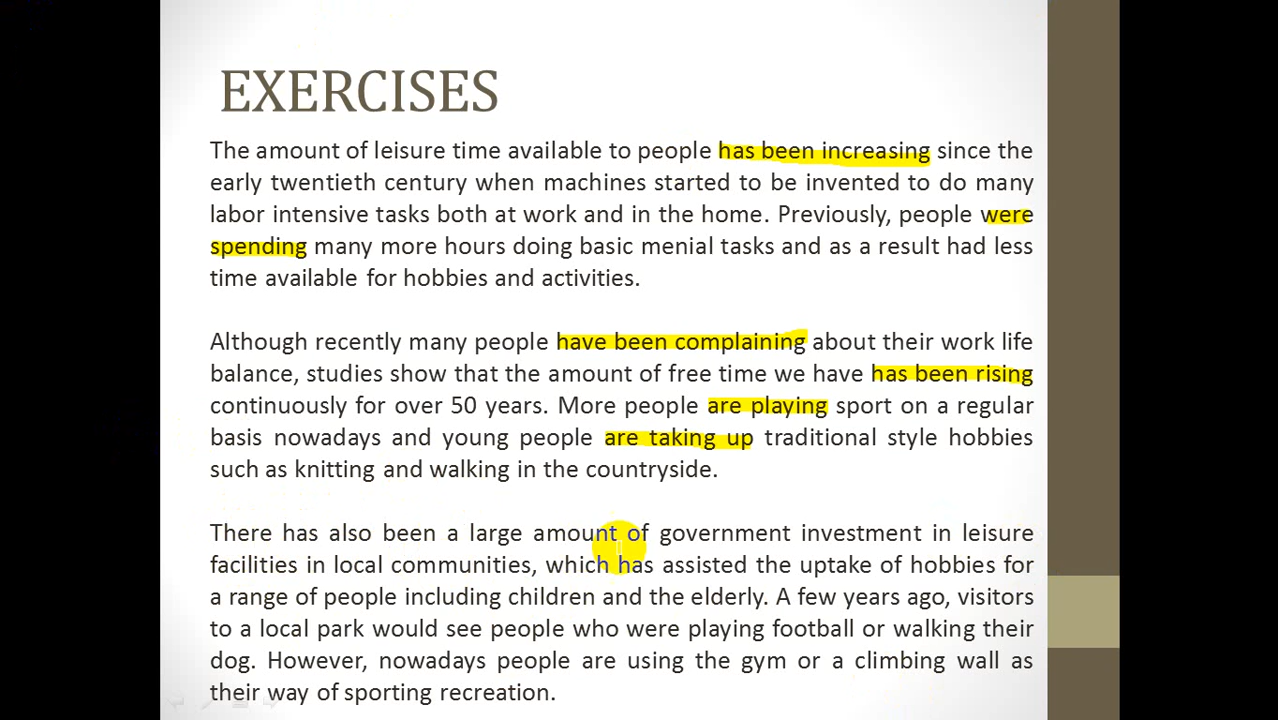 EXERCISES
The amount of leisure time available to people has been increasing since the
early twentieth century when machines started to be invented to do many
labor intensive tasks both at work and in the home. Previously, people were
spending many more hours doing basic menial tasks and as a result had less
time available for hobbies and activities.
Although recently many people have been complaining about their work life
balance, studies show that the amount of free time we have has been rising
continuously for over 50 years. More people are playing sport on a regular
basis nowadays and young people are taking up traditional style hobbies
such as knitting and walking in the countryside.
There has also been a large amount of government investment in leisure
facilities in local communities, which has assisted the uptake of hobbies for
a range of people including children and the elderly. A few years ago, visitors
to a local park would see people who were playing football or walking their
dog. However, nowadays people are using the gym or a climbing wall as
their way of sporting recreation.